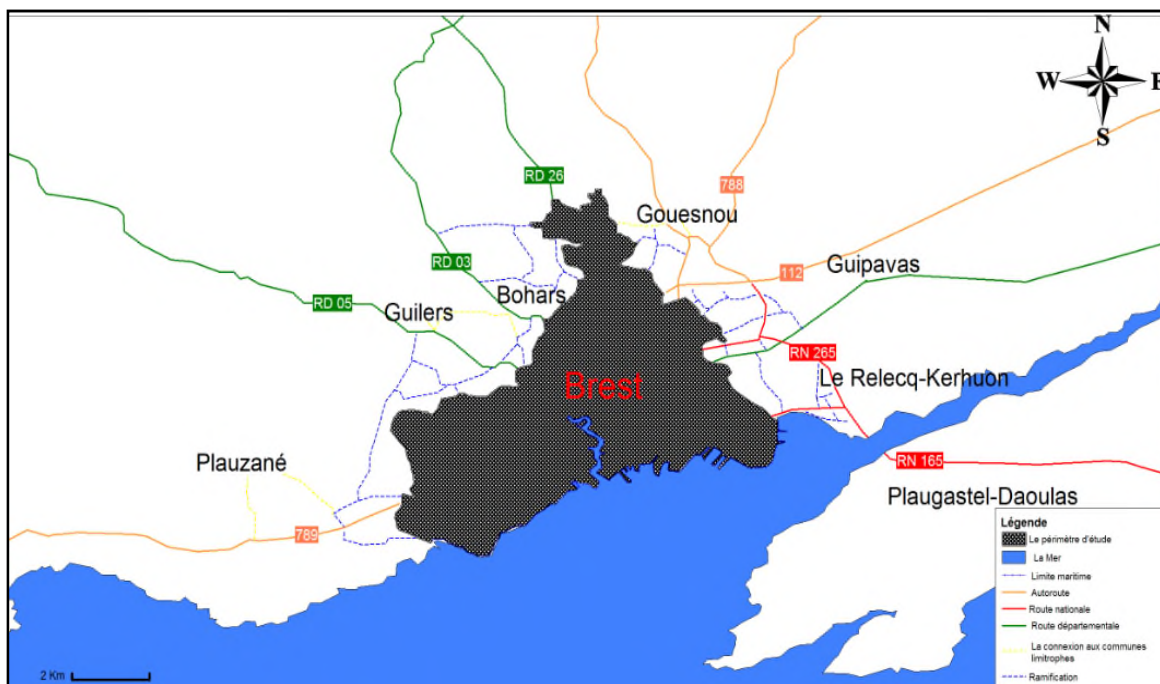 N
W
E
S
RD 26
788
Gouesnou
RD 03
112
Guipavas
Bohars
RD 05
Guilers
RN 265
Brest
Le Relecq-Kerhuon
Plauzané
RN 165
Plaugastel-Daoulas
789
Légende
Le périmètre d'étude
La Mer
Limite maritime
Autoroute
Route nationale
Route départementale
La connexion aux communes
limitrophes
Ramification
2 Km